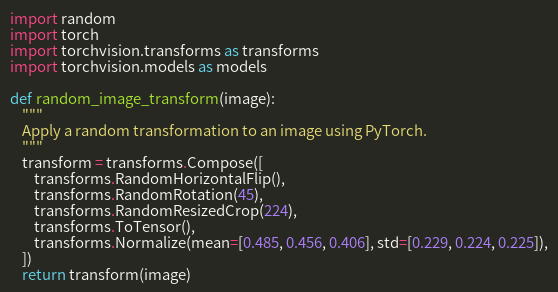 import random
import torch
import torchvision.transforms as transforms
import torchvision.models as models
def random_image_transform(image):
"""
Apply a random transformation to an image using PyTorch.
"""
transform = transforms.Compose([
transforms.RandomHorizontalFlip(),
transforms.RandomRotation(45),
transforms.RandomResizedCrop(224),
transforms.ToTensor(),
transforms.Normalize(mean=[0.485, 0.456, 0.406], std=[0.229, 0.224, 0.225]),
])
return transform(image)